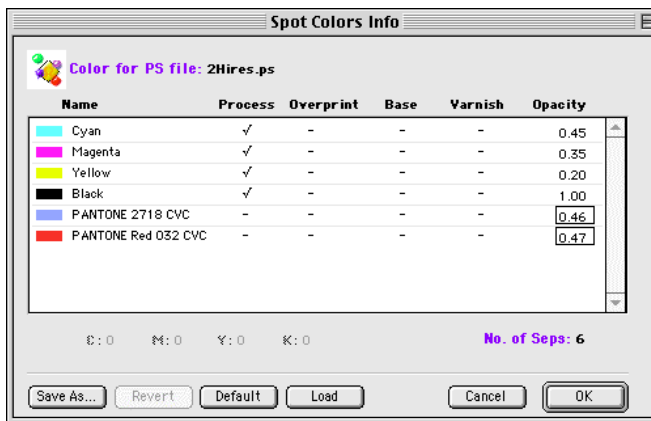 Spot Colors Info
Color for PS file: 2Hires.ps
Name Process Overprint Base Varnish Opacity
Cyan √ - - - 0.45
Magenta √ - - - 0.35
Yellow √ - - - 0.20
Black √ - - - 1.00
PANTONE 2718 CVC - - - - 0.46
PANTONE Red 032 CVC - - - - 0.47
C: 0 M: 0 Y: 0 K: 0 No. of Seps: 6
Save As... Revert Default Load Cancel OK